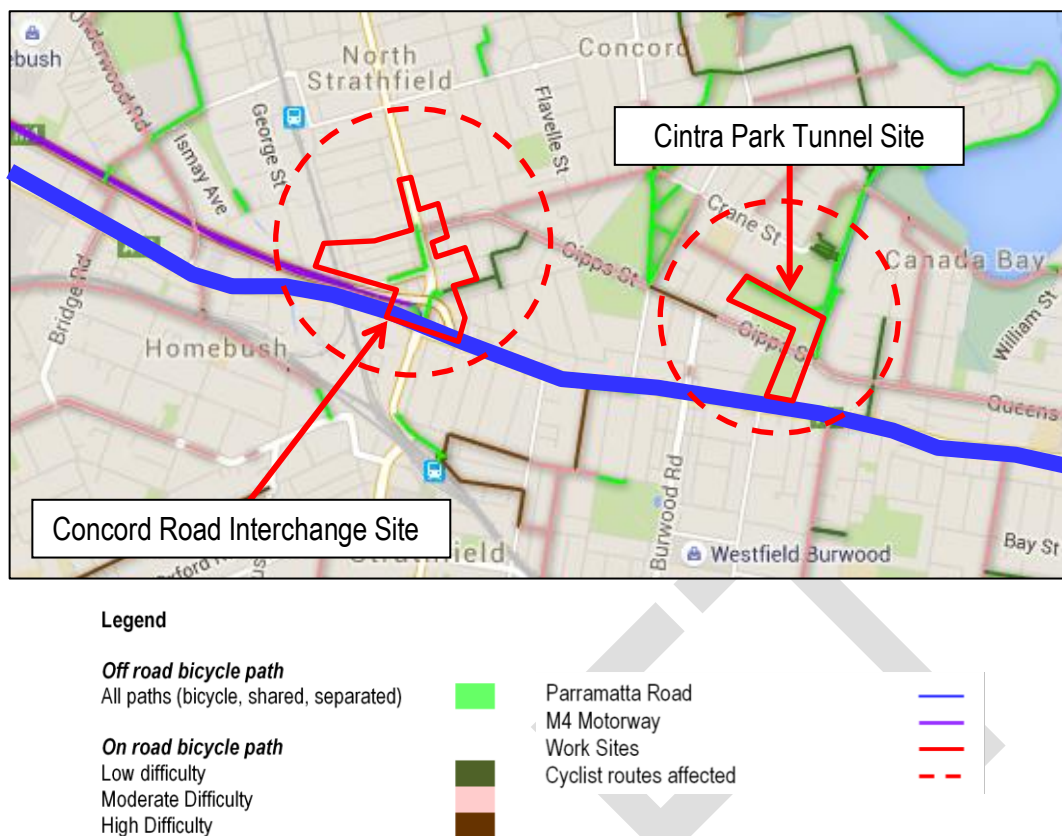 ebush
Underwood Rd
North
Strathfield
Concord
George St
Ismay Ave
Flavelle St
Cintra Park Tunnel Site
M4
Crane St
Gipps St
Canada Bay
Bridge Rd
Homebush
William St
Gipps S
Queens
Burwood Rd
Concord Road Interchange Site
Strathfield
Westfield Burwood
Bay St
Oxford R
Legend
Off road bicycle path
All paths (bicycle, shared, separated)
On road bicycle path
Low difficulty
Moderate Difficulty
High Difficulty
Parramatta Road
M4 Motorway
Work Sites
Cyclist routes affected